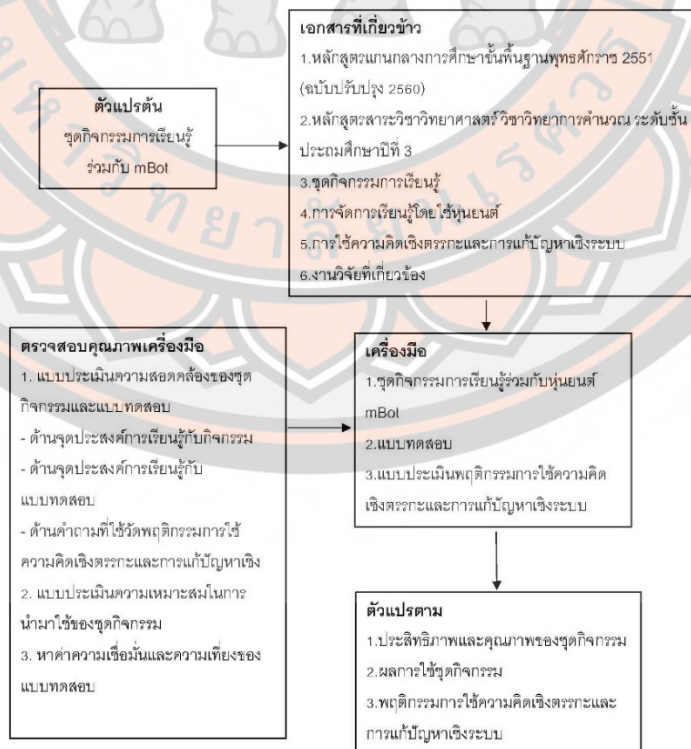 ตัวแปรต้น
ชุดกิจกรรมการเรียนรู้
ร่วมกับ mBot
เอกสารที่เกี่ยวข้าว
1.หลักสูตรแกนกลางการศึกษาขั้นพื้นฐานพุทธศักราช 2551
(ฉบับปรับปรุง 2560)
2.หลักสูตรสาระวิชาวิทยาศาสตร์ วิชาวิทยาการคำนวณ ระดับชั้น
ประถมศึกษาปีที่ 3
3.ชุดกิจกรรมการเรียนรู้
4.การจัดการเรียนรู้โดยใช้หุ่นยนต์
5.การใช้ความคิดเชิงตรรกะและการแก้ปัญหาเชิงระบบ
6.งานวิจัยที่เกี่ยวข้อง
ตรวจสอบคุณภาพเครื่องมือ
1. แบบประเมินความสอดคล้องของชุด
กิจกรรมและแบบทดสอบ
- ด้านจุดประสงค์การเรียนรู้กับกิจกรรม
- ด้านจุดประสงค์การเรียนรู้กับ
แบบทดสอบ
- ด้านคำถามที่ใช้วัดพฤติกรรมการใช้
ความคิดเชิงตรรกะและการแก้ปัญหาเชิง
2. แบบประเมินความเหมาะสมในการ
นำมาใช้ของชุดกิจกรรม
3. หาค่าความเชื่อมั่นและความเที่ยงของ
แบบทดสอบ
เครื่องมือ
1.ชุดกิจกรรมการเรียนรู้ร่วมกับหุ่นยนต์
mBot
2.แบบทดสอบ
3.แบบประเมินพฤติกรรมการใช้ความคิด
เชิงตรรกะและการแก้ปัญหาเชิงระบบ
ตัวแปรตาม
1.ประสิทธิภาพและคุณภาพของชุดกิจกรรม
2.ผลการใช้ชุดกิจกรรม
3.พฤติกรรมการใช้ความคิดเชิงตรรกะและ
การแก้ปัญหาเชิงระบบ